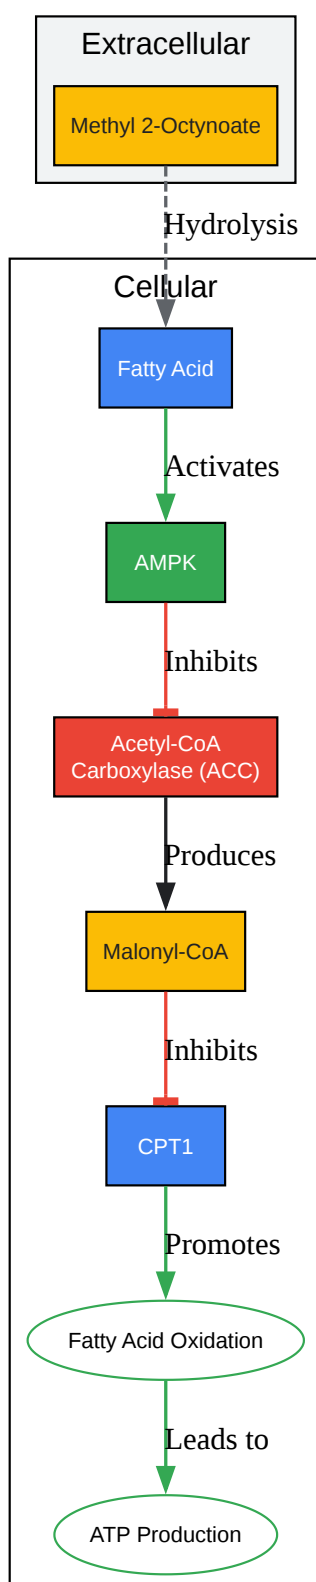 Extracellular
Methyl 2-Octynoate
Hydrolysis
Cellular
Fatty Acid
Activates
AMPK
Inhibits
Acetyl-CoA
Carboxylase (ACC)
Produces
Malonyl-CoA
Inhibits
CPT1
Promotes
Fatty Acid Oxidation
Leads to
ATP Production